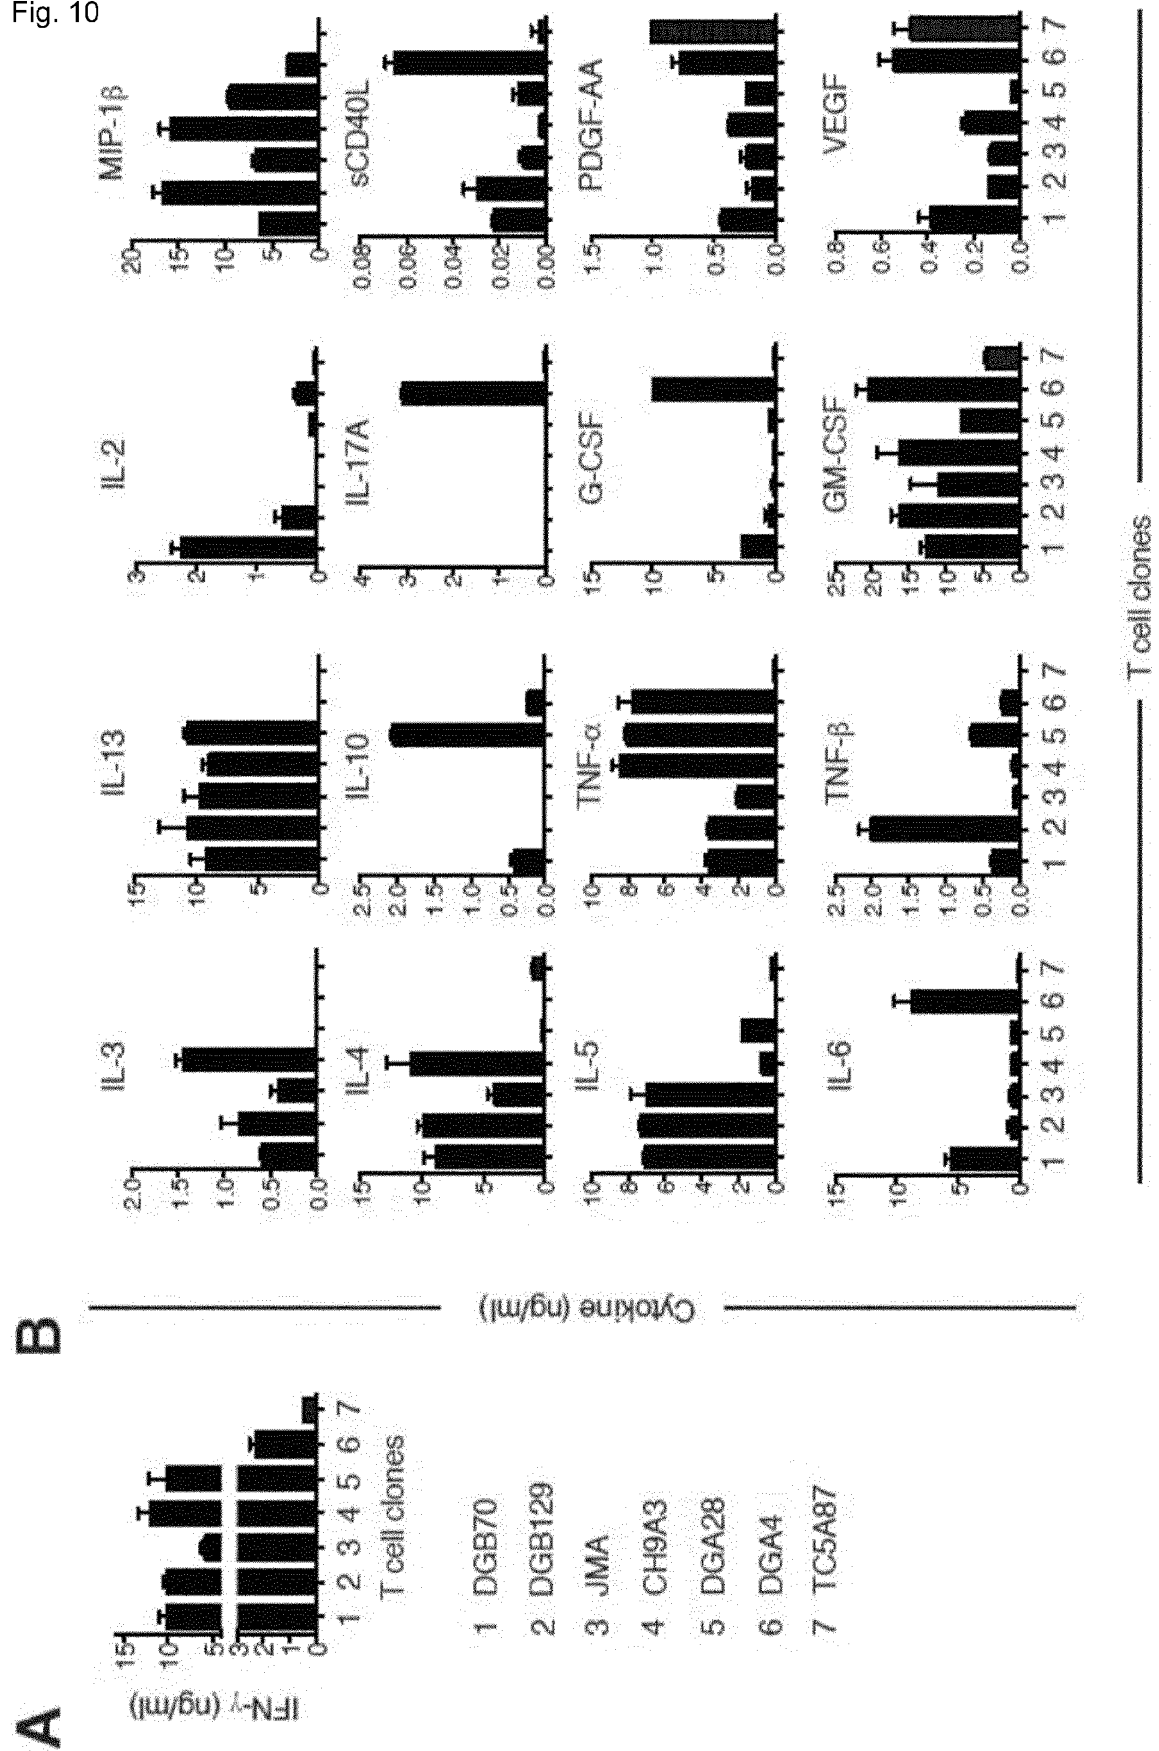 Fig. 10
A
IFN-γ (ng/ml)
15
10
5
3
2
1
0
1 2 3 4 5 6 7
T cell clones
1 DGB70
2 DGB129
3 JMA
4 CH9A3
5 DGA28
6 DGA4
7 TC5A87
B
Cytokine (ng/ml)
IL-3
2.0
1.5
1.0
0.5
0.0
IL-13
15
10
5
0
IL-2
3
2
1
0
MIP-1β
20
15
10
5
0
IL-4
15
10
5
0
IL-10
2.5
2.0
1.5
1.0
0.5
0.0
IL-17A
4
3
2
1
0
sCD40L
0.08
0.06
0.04
0.02
0.00
IL-5
10
8
6
4
2
0
TNF-α
10
8
6
4
2
0
G-CSF
15
10
5
0
PDGF-AA
1.5
1.0
0.5
0.0
IL-6
15
10
5
0
1 2 3 4 5 6 7
TNF-β
2.5
2.0
1.5
1.0
0.5
0.0
1 2 3 4 5 6 7
GM-CSF
25
20
15
10
5
0
1 2 3 4 5 6 7
VEGF
0.8
0.6
0.4
0.2
0.0
1 2 3 4 5 6 7
T cell clones